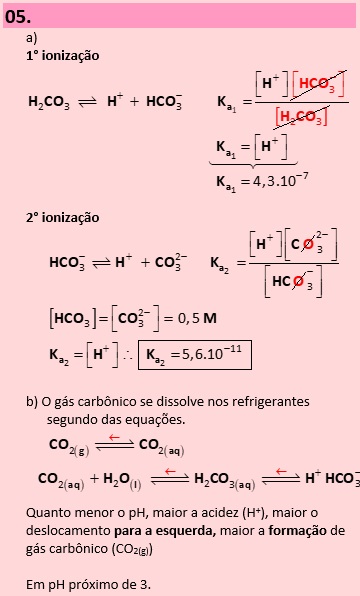 05.
a)
1° ionização
H₂CO₃ ⇌ H⁺ + HCO₃⁻ Kₐ₁ = [H⁺][HCO₃⁻] / [H₂CO₃]
Kₐ₁ = [H⁺]
Kₐ₁ = 4,3.10⁻⁷
2° ionização
HCO₃⁻ ⇌ H⁺ + CO₃²⁻ Kₐ₂ = [H⁺][CO₃²⁻] / [HCO₃⁻]
[HCO₃] = [CO₃²⁻] = 0,5 M
Kₐ₂ = [H⁺] ∴ Kₐ₂ = 5,6.10⁻¹¹
b) O gás carbônico se dissolve nos refrigerantes
segundo das equações.
CO₂(g) ⇌ CO₂(aq)
CO₂(aq) + H₂O(l) ⇌ H₂CO₃(aq) ⇌ H⁺ HCO₃⁻
Quanto menor o pH, maior a acidez (H⁺), maior o
deslocamento para a esquerda, maior a formação de
gás carbônico (CO₂(g))
Em pH próximo de 3.